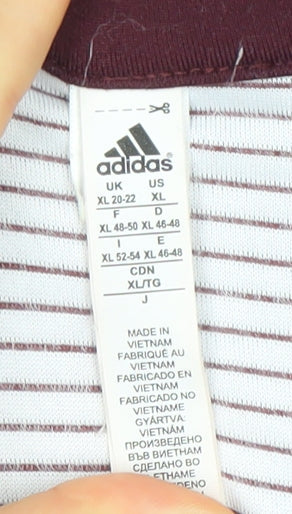 adidas®
UK US
XL 20-22 XL
F D
XL 48-50 XL 46-48
I E
XL 52-54 XL 46-48
CDN
XL/TG
J
MADE IN
VIETNAM
FABRIQUÉ AU
VIETNAM
FABRICADO EN
VIETNAM
FABRICADO NO
VIETNAME
GYÁRTVA:
VIETNÁM
ПРОИЗВЕДЕНО
ВЪВ ВИЕТНАМ
СДЕЛАНО ВО